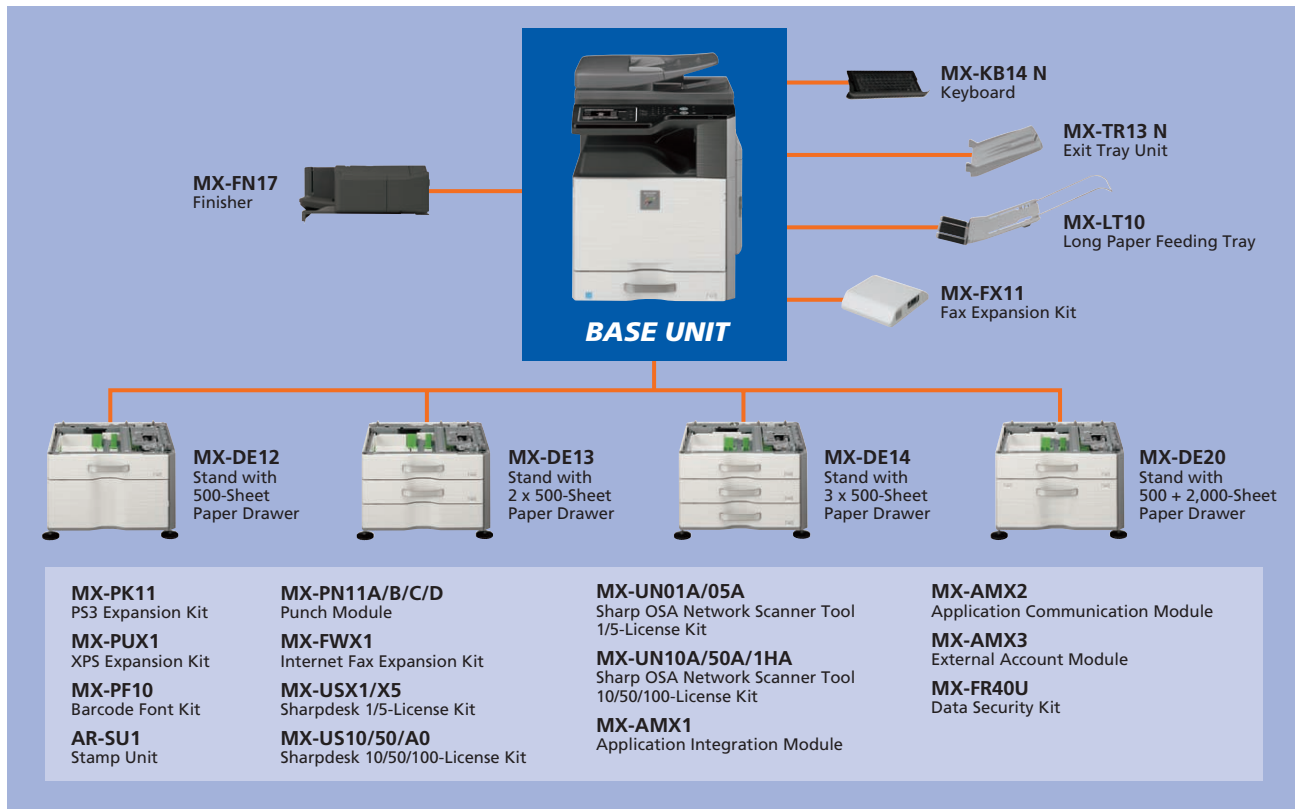 MX-FN17
Finisher
BASE UNIT
MX-KB14 N
Keyboard
MX-TR13 N
Exit Tray Unit
MX-LT10
Long Paper Feeding Tray
MX-FX11
Fax Expansion Kit
MX-DE12
Stand with
500-Sheet
Paper Drawer
MX-DE13
Stand with
2 x 500-Sheet
Paper Drawer
MX-DE14
Stand with
3 x 500-Sheet
Paper Drawer
MX-DE20
Stand with
500 + 2,000-Sheet
Paper Drawer
MX-PK11
PS3 Expansion Kit
MX-PUX1
XPS Expansion Kit
MX-PF10
Barcode Font Kit
AR-SU1
Stamp Unit
MX-PN11A/B/C/D
Punch Module
MX-FWX1
Internet Fax Expansion Kit
MX-USX1/X5
Sharpdesk 1/5-License Kit
MX-US10/50/A0
Sharpdesk 10/50/100-License Kit
MX-UN01A/05A
Sharp OSA Network Scanner Tool
1/5-License Kit
MX-UN10A/50A/1HA
Sharp OSA Network Scanner Tool
10/50/100-License Kit
MX-AMX1
Application Integration Module
MX-AMX2
Application Communication Module
MX-AMX3
External Account Module
MX-FR40U
Data Security Kit